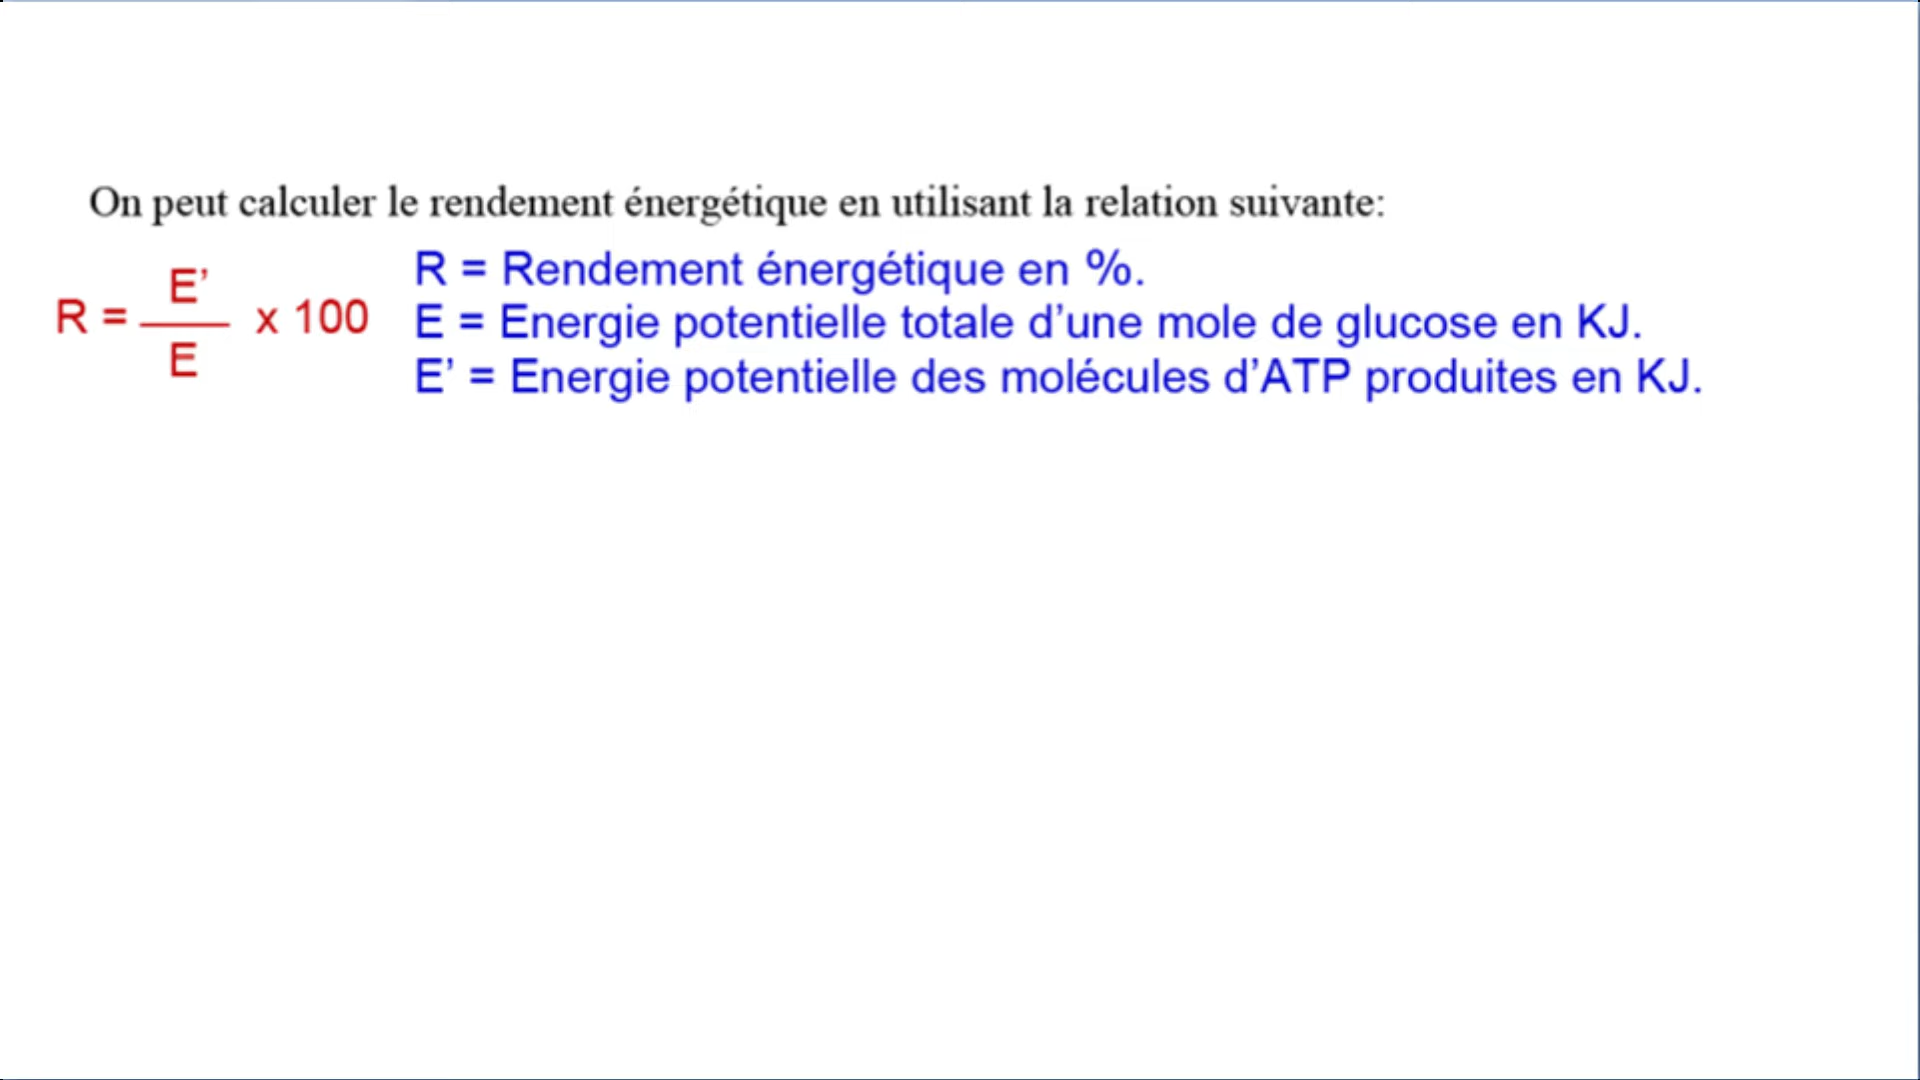 On peut calculer le rendement énergétique en utilisant la relation suivante:
R = E’ / E x 100
R = Rendement énergétique en %.
E = Energie potentielle totale d’une mole de glucose en KJ.
E’ = Energie potentielle des molécules d’ATP produites en KJ.